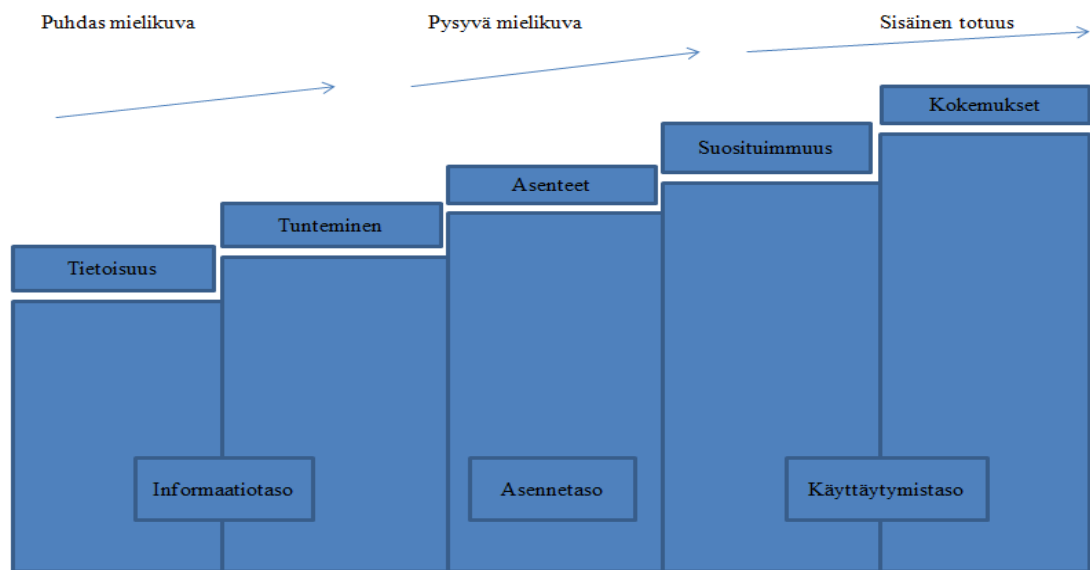 Puhdas mielikuva
Pysyvä mielikuva
Sisäinen totuus
Kokemukset
Suosituimmuus
Asenteet
Tunteminen
Tietoisuus
Informaatiotaso
Asennetaso
Käyttäytymistaso